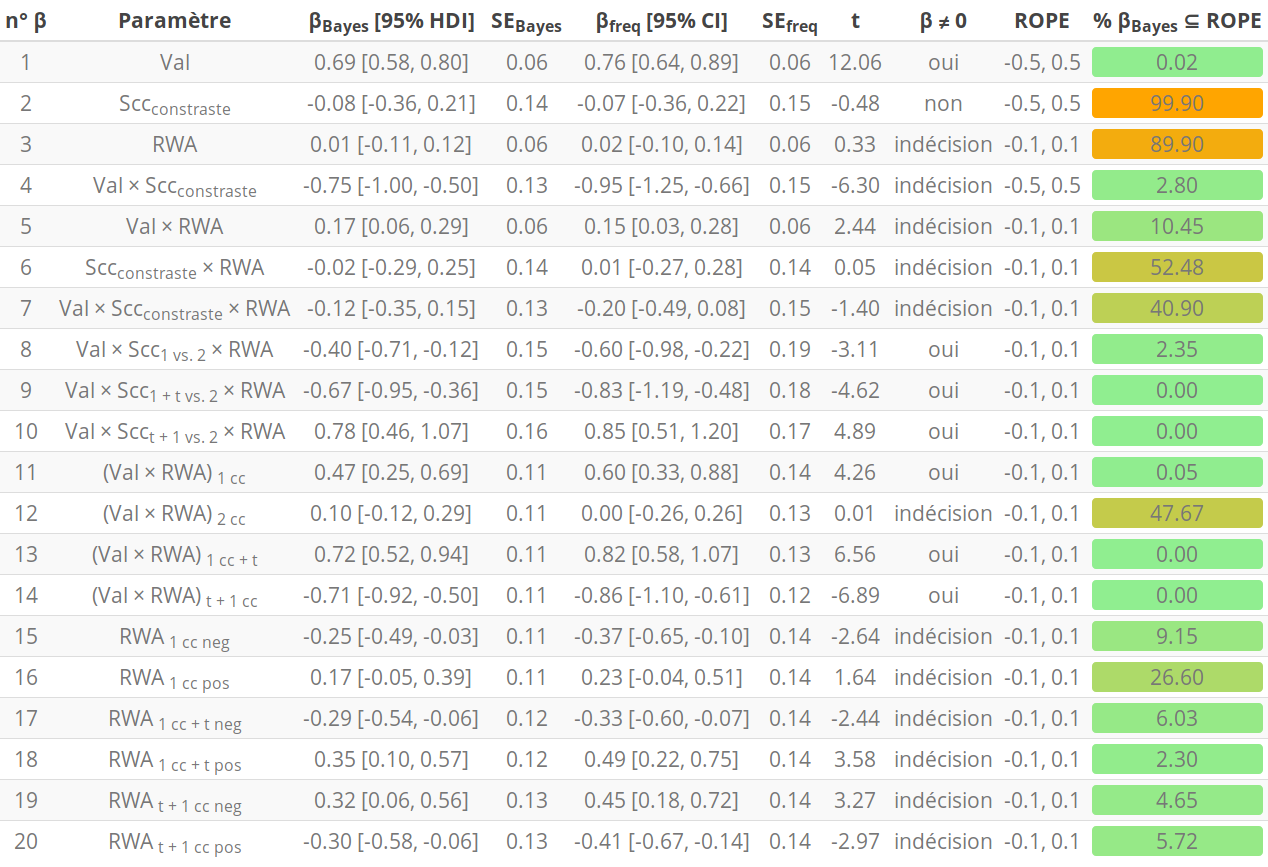 n° β Paramètre βBayes [95% HDI] SEBayes βfreq [95% CI] SEfreq t β ≠ 0 ROPE % βBayes ⊆ ROPE
1 Val 0.69 [0.58, 0.80] 0.06 0.76 [0.64, 0.89] 0.06 12.06 oui -0.5, 0.5 0.02
2 Sccconstraste -0.08 [-0.36, 0.21] 0.14 -0.07 [-0.36, 0.22] 0.15 -0.48 non -0.5, 0.5 99.90
3 RWA 0.01 [-0.11, 0.12] 0.06 0.02 [-0.10, 0.14] 0.06 0.33 indécision -0.1, 0.1 89.90
4 Val × Sccconstraste -0.75 [-1.00, -0.50] 0.13 -0.95 [-1.25, -0.66] 0.15 -6.30 indécision -0.5, 0.5 2.80
5 Val × RWA 0.17 [0.06, 0.29] 0.06 0.15 [0.03, 0.28] 0.06 2.44 indécision -0.1, 0.1 10.45
6 Sccconstraste × RWA -0.02 [-0.29, 0.25] 0.14 0.01 [-0.27, 0.28] 0.14 0.05 indécision -0.1, 0.1 52.48
7 Val × Sccconstraste × RWA -0.12 [-0.35, 0.15] 0.13 -0.20 [-0.49, 0.08] 0.15 -1.40 indécision -0.1, 0.1 40.90
8 Val × Scc1 vs. 2 × RWA -0.40 [-0.71, -0.12] 0.15 -0.60 [-0.98, -0.22] 0.19 -3.11 oui -0.1, 0.1 2.35
9 Val × Scc1 + t vs. 2 × RWA -0.67 [-0.95, -0.36] 0.15 -0.83 [-1.19, -0.48] 0.18 -4.62 oui -0.1, 0.1 0.00
10 Val × Scct + 1 vs. 2 × RWA 0.78 [0.46, 1.07] 0.16 0.85 [0.51, 1.20] 0.17 4.89 oui -0.1, 0.1 0.00
11 (Val × RWA) 1 cc 0.47 [0.25, 0.69] 0.11 0.60 [0.33, 0.88] 0.14 4.26 oui -0.1, 0.1 0.05
12 (Val × RWA) 2 cc 0.10 [-0.12, 0.29] 0.11 0.00 [-0.26, 0.26] 0.13 0.01 indécision -0.1, 0.1 47.67
13 (Val × RWA) 1 cc + t 0.72 [0.52, 0.94] 0.11 0.82 [0.58, 1.07] 0.13 6.56 oui -0.1, 0.1 0.00
14 (Val × RWA) t + 1 cc -0.71 [-0.92, -0.50] 0.11 -0.86 [-1.10, -0.61] 0.12 -6.89 oui -0.1, 0.1 0.00
15 RWA 1 cc neg -0.25 [-0.49, -0.03] 0.11 -0.37 [-0.65, -0.10] 0.14 -2.64 indécision -0.1, 0.1 9.15
16 RWA 1 cc pos 0.17 [-0.05, 0.39] 0.11 0.23 [-0.04, 0.51] 0.14 1.64 indécision -0.1, 0.1 26.60
17 RWA 1 cc + t neg -0.29 [-0.54, -0.06] 0.12 -0.33 [-0.60, -0.07] 0.14 -2.44 indécision -0.1, 0.1 6.03
18 RWA 1 cc + t pos 0.35 [0.10, 0.57] 0.12 0.49 [0.22, 0.75] 0.14 3.58 indécision -0.1, 0.1 2.30
19 RWA t + 1 cc neg 0.32 [0.06, 0.56] 0.13 0.45 [0.18, 0.72] 0.14 3.27 indécision -0.1, 0.1 4.65
20 RWA t + 1 cc pos -0.30 [-0.58, -0.06] 0.13 -0.41 [-0.67, -0.14] 0.14 -2.97 indécision -0.1, 0.1 5.72